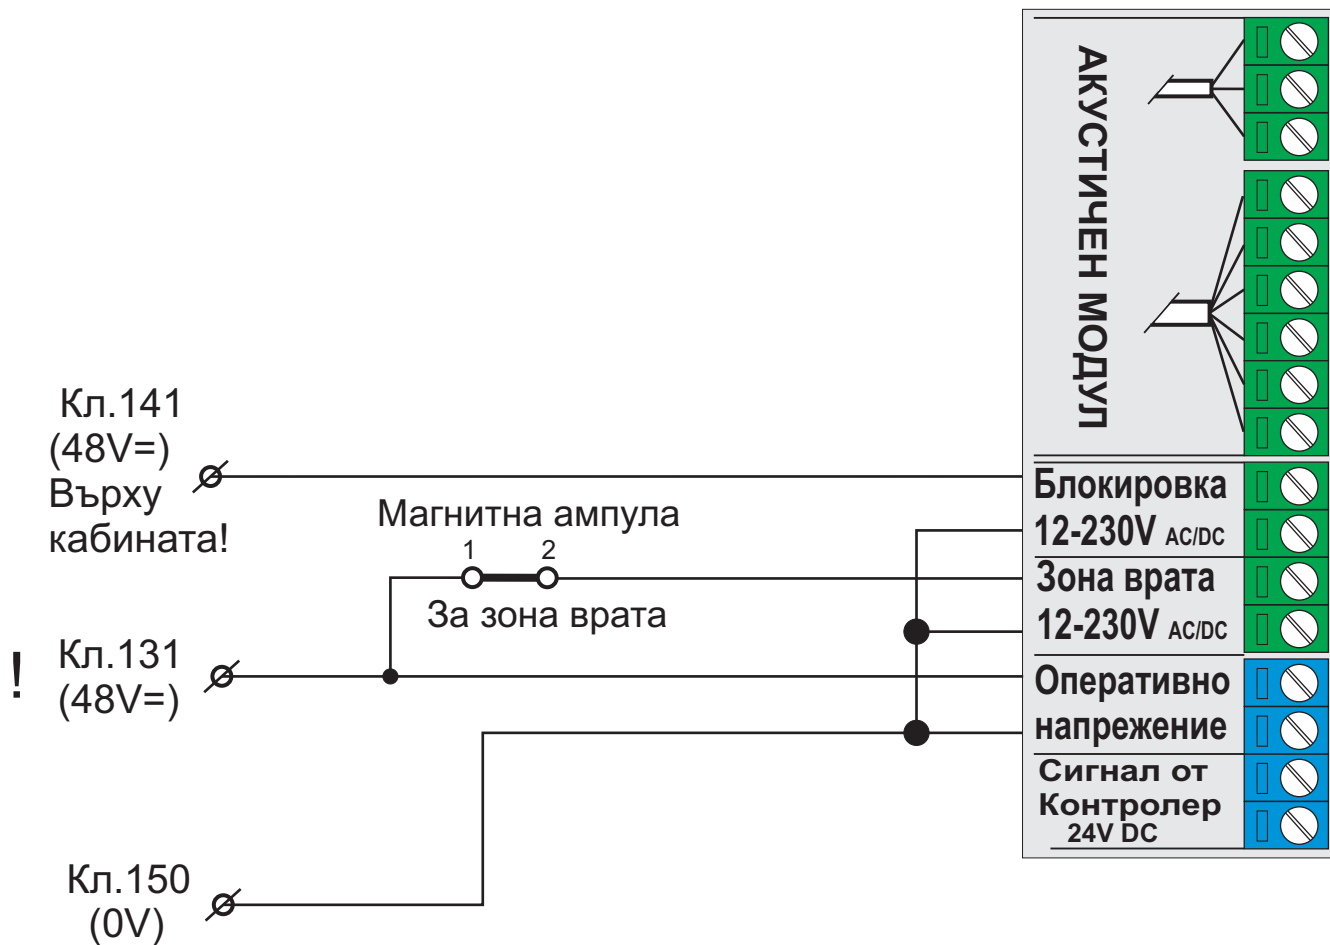 АКУСТИЧЕН МОДУЛ
Кл.141
(48V=)
Върху
кабината!
Магнитна ампула
1 2
За зона врата
! Кл.131
(48V=)
Кл.150
(0V)
Блокировка
12-230V AC/DC
Зона врата
12-230V AC/DC
Оперативно
напрежение
Сигнал от
Контролер
24V DC